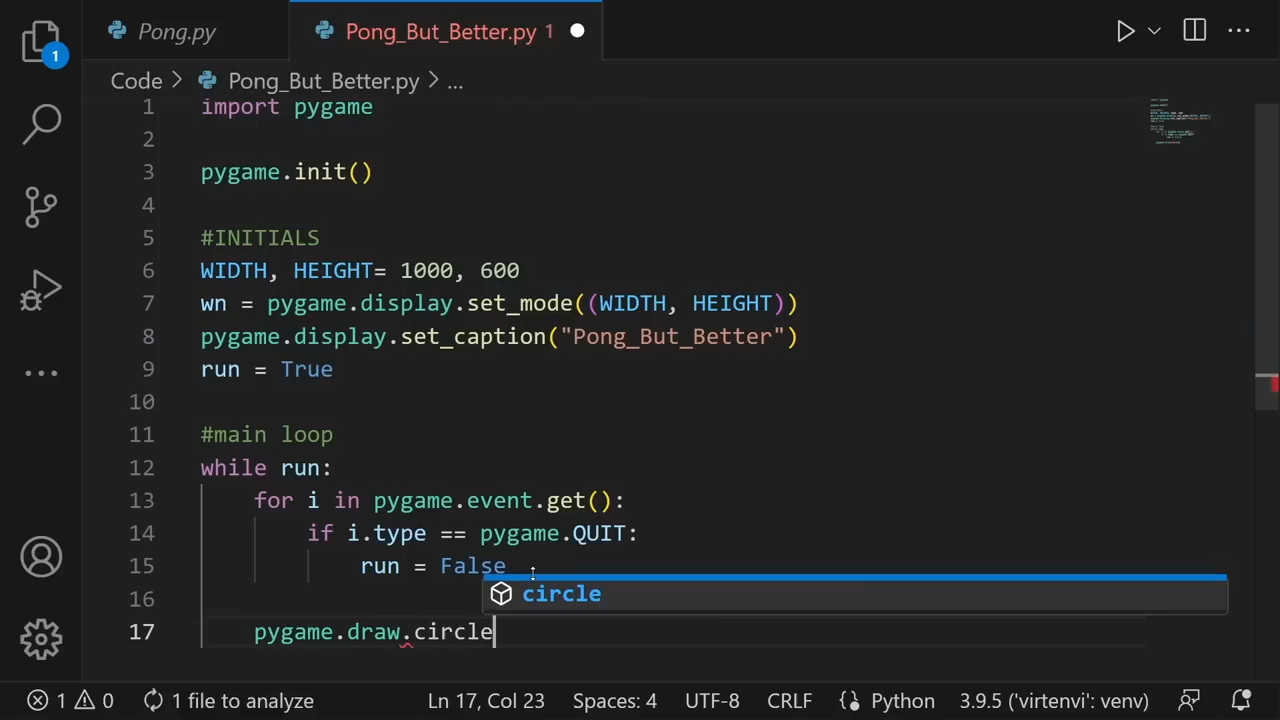 Pong.py Pong_But_Better.py 1
1
Code > Pong_But_Better.py > ...
1 import pygame
2
3 pygame.init()
4
5 #INITIALS
6 WIDTH, HEIGHT= 1000, 600
7 wn = pygame.display.set_mode((WIDTH, HEIGHT))
8 pygame.display.set_caption("Pong_But_Better")
9 run = True
10
11 #main loop
12 while run:
13 for i in pygame.event.get():
14 if i.type == pygame.QUIT:
15 run = False
circle
16
17 pygame.draw.circle
1 0 1 file to analyze Ln 17, Col 23 Spaces: 4 UTF-8 CRLF Python 3.9.5 ('virtenvi': venv)